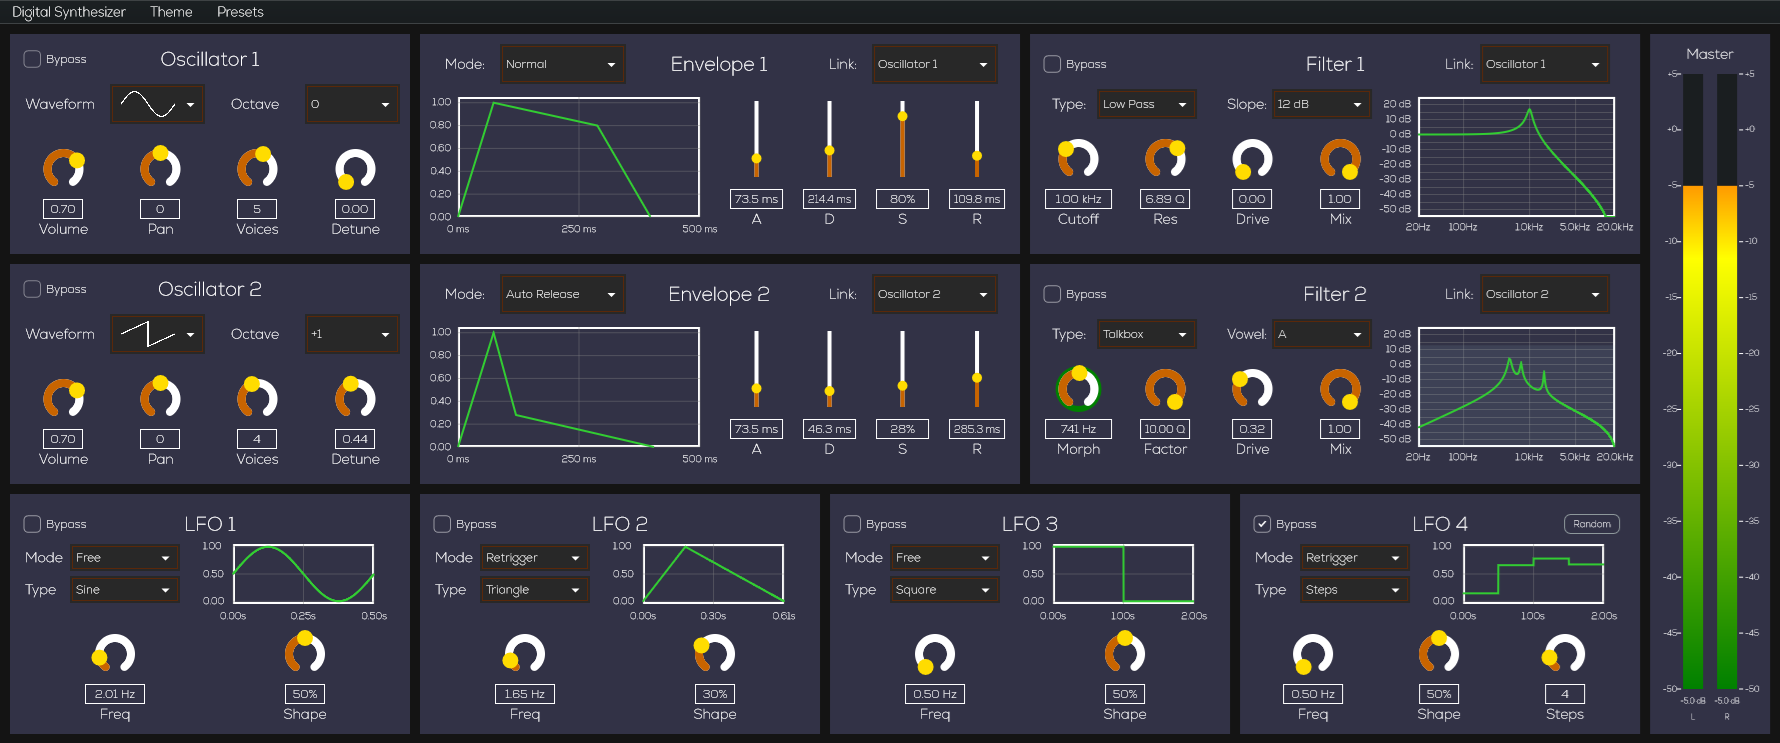 Digital Synthesizer Theme Presets
Bypass Oscillator 1
Waveform Octave 0
0.70 0 5 0.00
Volume Pan Voices Detune
Mode: Normal Envelope 1 Link: Oscillator 1
1.00
0.80
0.60
0.40
0.20
0.00
0 ms 250 ms 500 ms
73.5 ms 214.4 ms 80% 109.8 ms
A D S R
Bypass Filter 1 Link: Oscillator 1
Type: Low Pass Slope: 12 dB
1.00 kHz 6.89 Q 0.00 1.00
Cutoff Res Drive Mix
20 dB
10 dB
0 dB
-10 dB
-20 dB
-30 dB
-40 dB
-50 dB
20Hz 100Hz 1.0kHz 5.0kHz 20.0kHz
Bypass Oscillator 2
Waveform Octave +1
0.70 0 4 0.44
Volume Pan Voices Detune
Mode: Auto Release Envelope 2 Link: Oscillator 2
1.00
0.80
0.60
0.40
0.20
0.00
0 ms 250 ms 500 ms
73.5 ms 46.3 ms 28% 285.3 ms
A D S R
Bypass Filter 2 Link: Oscillator 2
Type: Talkbox Vowel: A
741 Hz 10.00 Q 0.32 1.00
Morph Factor Drive Mix
20 dB
10 dB
0 dB
-10 dB
-20 dB
-30 dB
-40 dB
-50 dB
20Hz 100Hz 1.0kHz 5.0kHz 20.0kHz
Bypass LFO 1
Mode Free
Type Sine
1.00
0.50
0.00
0.00s 0.25s 0.50s
2.01 Hz 50%
Freq Shape
Bypass LFO 2
Mode Retrigger
Type Triangle
1.00
0.50
0.00
0.00s 0.30s 0.61s
1.65 Hz 30%
Freq Shape
Bypass LFO 3
Mode Free
Type Square
1.00
0.50
0.00
0.00s 1.00s 2.00s
0.50 Hz 50%
Freq Shape
Bypass LFO 4 Random
Mode Retrigger
Type Steps
1.00
0.50
0.00
0.00s 1.00s 2.00s
0.50 Hz 50% 4
Freq Shape Steps
Master
+5 +5
+0 +0
-5 -5
-10 -10
-15 -15
-20 -20
-25 -25
-30 -30
-35 -35
-40 -40
-45 -45
-50 -50
-5.0 dB -5.0 dB
L R